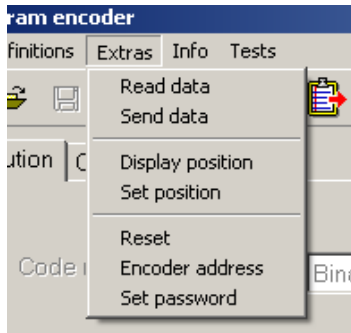 ram encoder
finitions Extras Info Tests
Read data
Send data
ution
Display position
Set position
Reset
Code
Encoder address
Bina
Set password